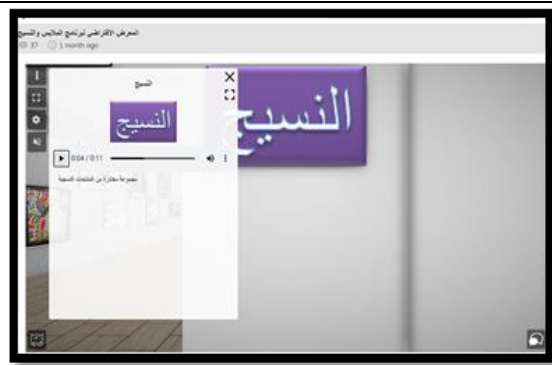 المعرض الافتراضي لبرنامج الملابس والنسيج
37 1 month ago
النسيج
النسيج
0:04 / 0:11
مجموعة مختارة من المنتجات النسجية
النسيج